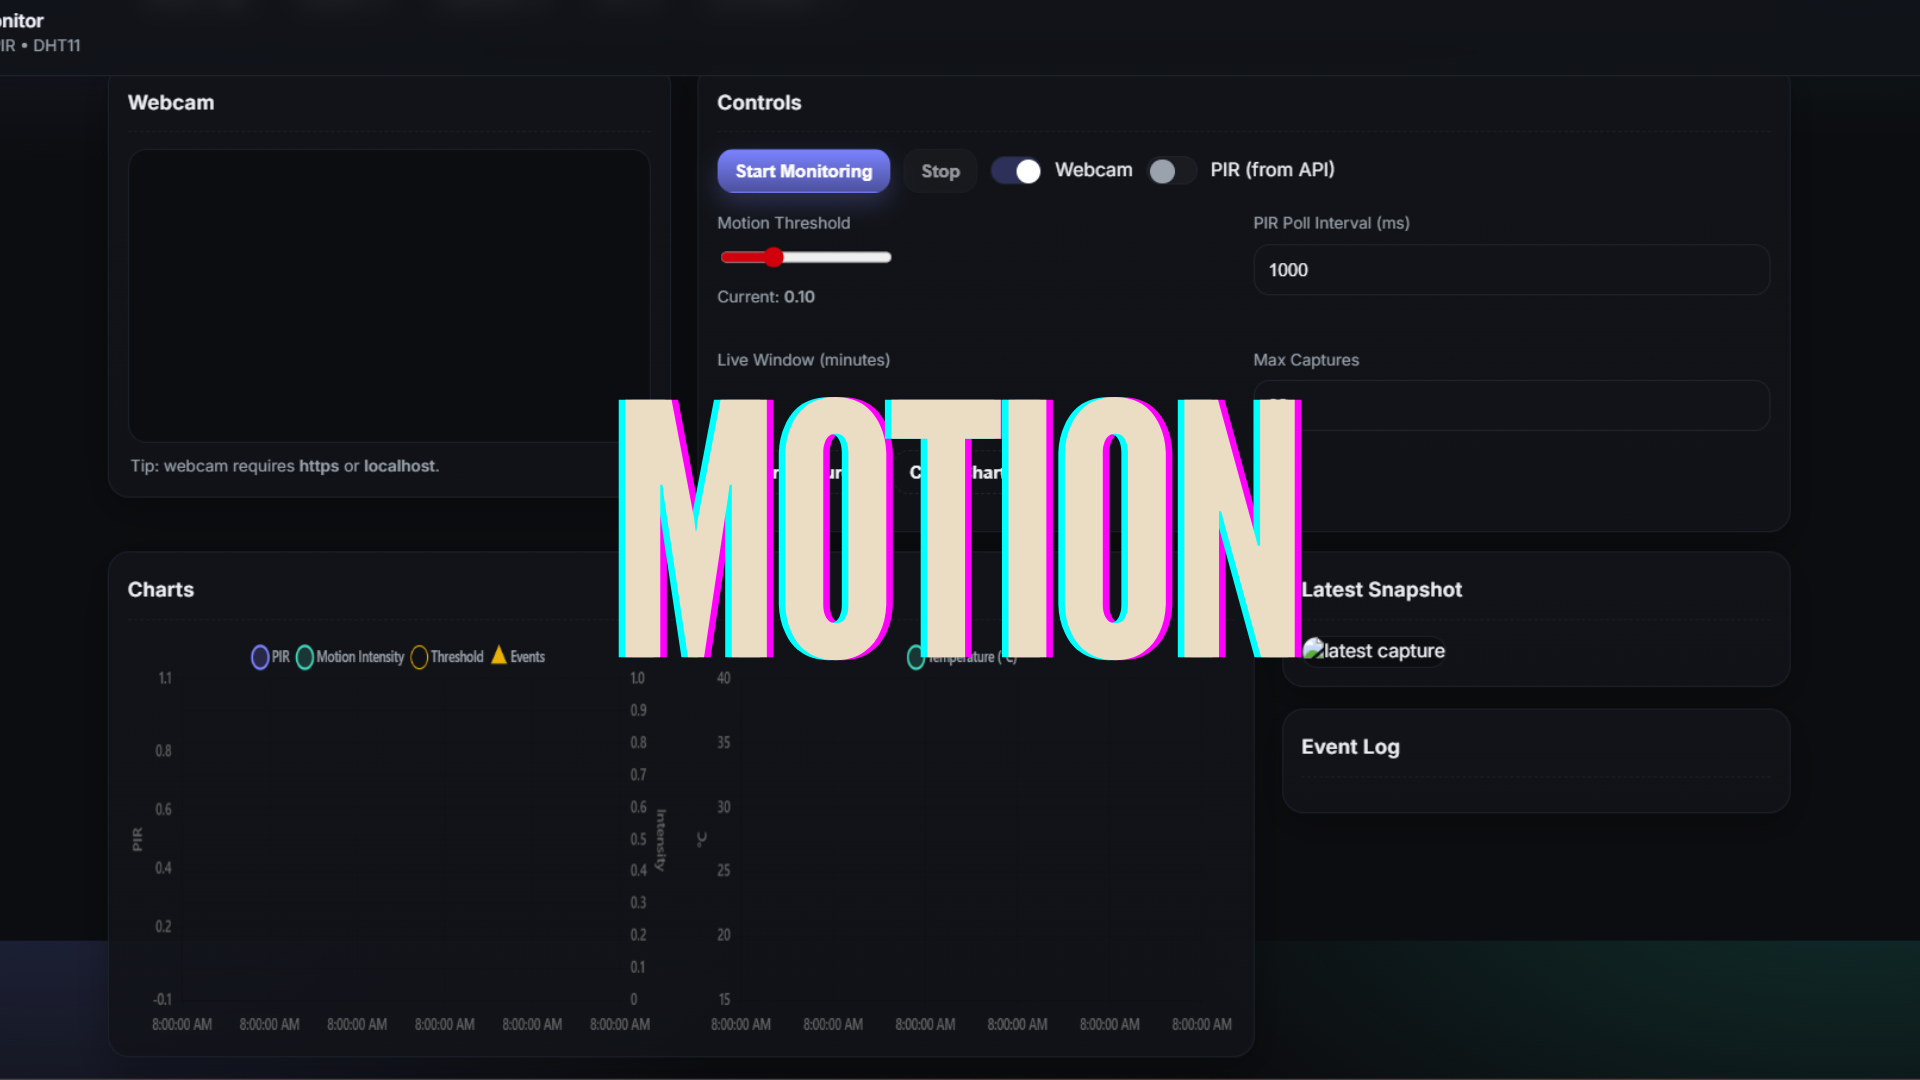 onitor
IR • DHT11
Webcam
Tip: webcam requires https or localhost.
Controls
Start Monitoring
Stop
Webcam
PIR (from API)
Motion Threshold
Current: 0.10
PIR Poll Interval (ms)
1000
Live Window (minutes)
Max Captures
MOTION
Charts
PIR
Motion Intensity
Threshold
Events
1.1
0.8
0.6
0.4
0.2
-0.1
PIR
1.0
0.9
0.8
0.7
0.6
0.5
0.4
0.3
0.2
0.1
0
Intensity
8:00:00 AM 8:00:00 AM 8:00:00 AM 8:00:00 AM 8:00:00 AM 8:00:00 AM
40
35
30
25
20
15
°C
8:00:00 AM 8:00:00 AM 8:00:00 AM 8:00:00 AM 8:00:00 AM 8:00:00 AM
Latest Snapshot
latest capture
Event Log